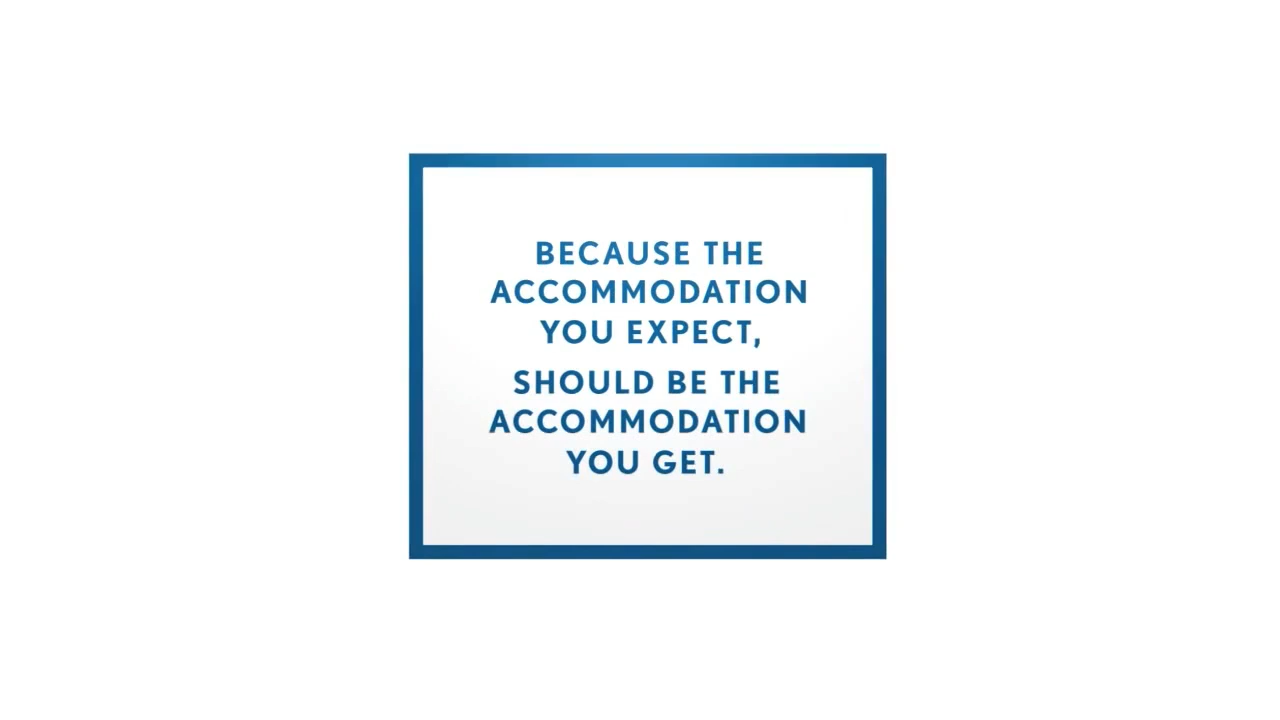 BECAUSE THE
ACCOMMODATION
YOU EXPECT,
SHOULD BE THE
ACCOMMODATION
YOU GET.